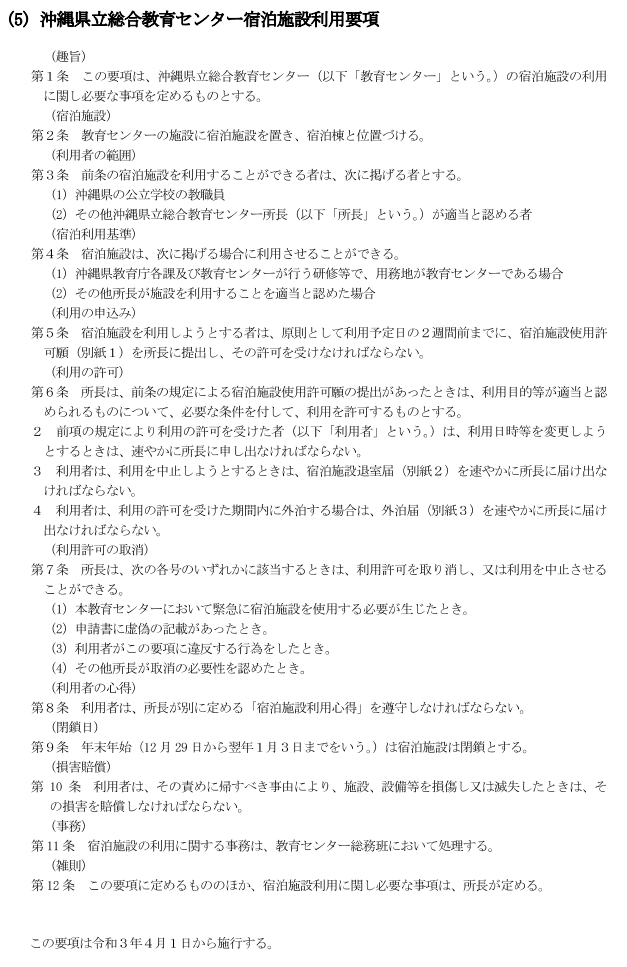 (5) 沖縄県立総合教育センター宿泊施設利用要項
（趣旨）
第１条　この要項は、沖縄県立総合教育センター（以下「教育センター」という。）の宿泊施設の利用
に関し必要な事項を定めるものとする。
（宿泊施設）
第２条　教育センターの施設に宿泊施設を置き、宿泊棟と位置づける。
（利用者の範囲）
第３条　前条の宿泊施設を利用することができる者は、次に掲げる者とする。
(1) 沖縄県の公立学校の教職員
(2) その他沖縄県立総合教育センター所長（以下「所長」という。）が適当と認める者
（宿泊利用基準）
第４条　宿泊施設は、次に掲げる場合に利用させることができる。
(1) 沖縄県教育庁各課及び教育センターが行う研修等で、用務地が教育センターである場合
(2) その他所長が施設を利用することを適当と認めた場合
（利用の申込み）
第５条　宿泊施設を利用しようとする者は、原則として利用予定日の２週間前までに、宿泊施設使用許
可願（別紙１）を所長に提出し、その許可を受けなければならない。
（利用の許可）
第６条　所長は、前条の規定による宿泊施設使用許可願の提出があったときは、利用目的等が適当と認
められるものについて、必要な条件を付して、利用を許可するものとする。
２　前項の規定により利用の許可を受けた者（以下「利用者」という。）は、利用日時等を変更しよう
とするときは、速やかに所長に申し出なければならない。
３　利用者は、利用を中止しようとするときは、宿泊施設退室届（別紙２）を速やかに所長に届け出な
ければならない。
４　利用者は、利用の許可を受けた期間内に外泊する場合は、外泊届（別紙３）を速やかに所長に届け
出なければならない。
（利用許可の取消）
第７条　所長は、次の各号のいずれかに該当するときは、利用許可を取り消し、又は利用を中止させる
ことができる。
(1) 本教育センターにおいて緊急に宿泊施設を使用する必要が生じたとき。
(2) 申請書に虚偽の記載があったとき。
(3) 利用者がこの要項に違反する行為をしたとき。
(4) その他所長が取消の必要性を認めたとき。
（利用者の心得）
第８条　利用者は、所長が別に定める「宿泊施設利用心得」を遵守しなければならない。
（閉鎖日）
第９条　年末年始（12 月 29 日から翌年１月３日までをいう。）は宿泊施設は閉鎖とする。
（損害賠償）
第 10 条　利用者は、その責めに帰すべき事由により、施設、設備等を損傷し又は滅失したときは、そ
の損害を賠償しなければならない。
（事務）
第 11 条　宿泊施設の利用に関する事務は、教育センター総務班において処理する。
（雑則）
第 12 条　この要項に定めるもののほか、宿泊施設利用に関し必要な事項は、所長が定める。
この要項は令和３年４月１日から施行する。